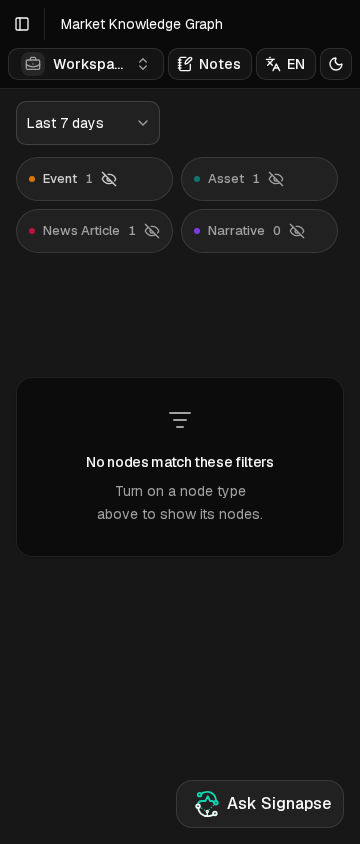 Market Knowledge Graph
Workspa...
Notes
EN
Last 7 days
Event 1
Asset 1
News Article 1
Narrative 0
No nodes match these filters
Turn on a node type
above to show its nodes.
Ask Signapse